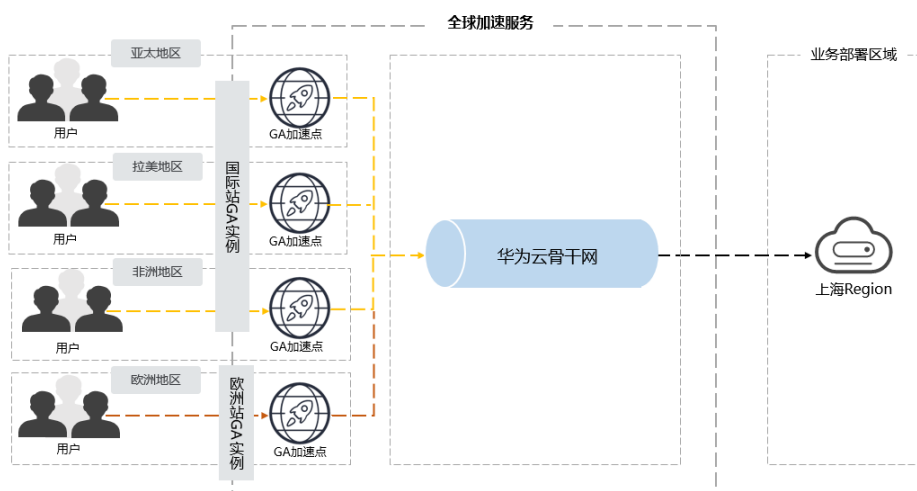 全球加速服务
业务部署区域
亚太地区
用户
GA加速点
拉美地区
用户
GA加速点
国际站GA实例
非洲地区
用户
GA加速点
欧洲地区
用户
GA加速点
欧洲站GA实例
华为云骨干网
上海Region